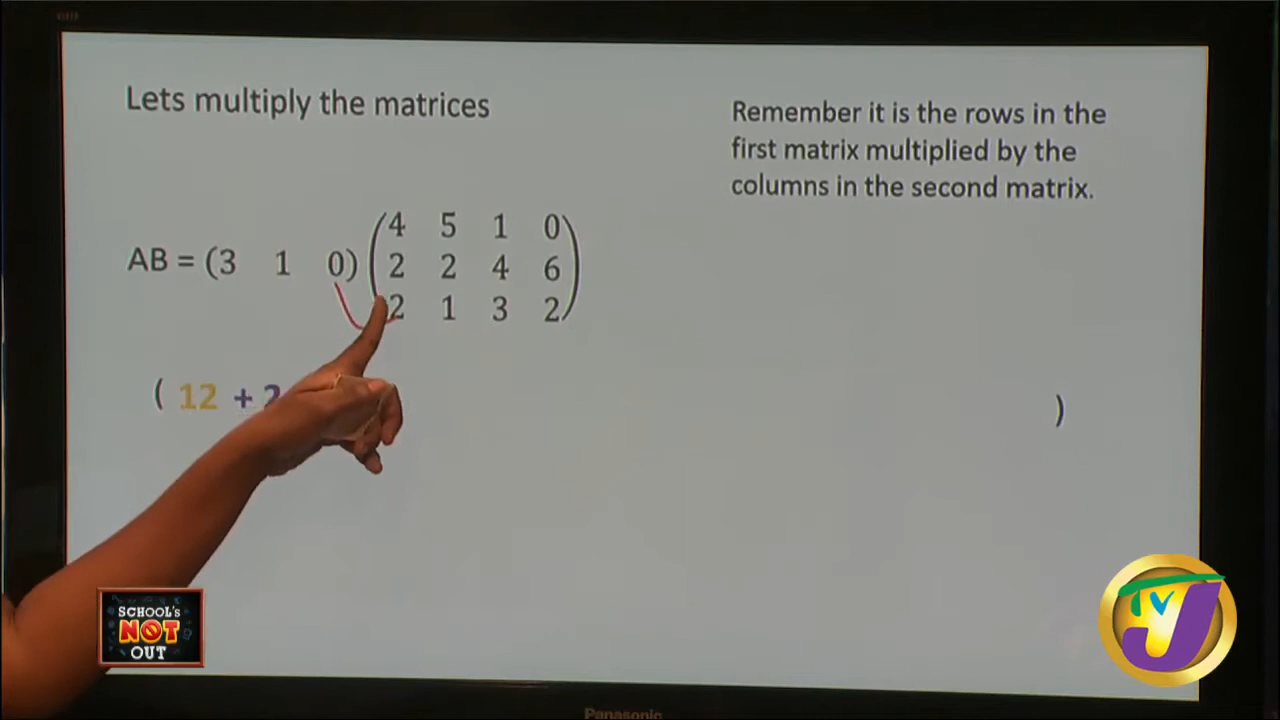 Lets multiply the matrices
Remember it is the rows in the
first matrix multiplied by the
columns in the second matrix.
4 5 1 0
AB = (3 1 0) 2 2 4 6
2 1 3 2
( 12 + 2 )
SCHOOL'S
NOT
OUT
TVJ
Panasonic